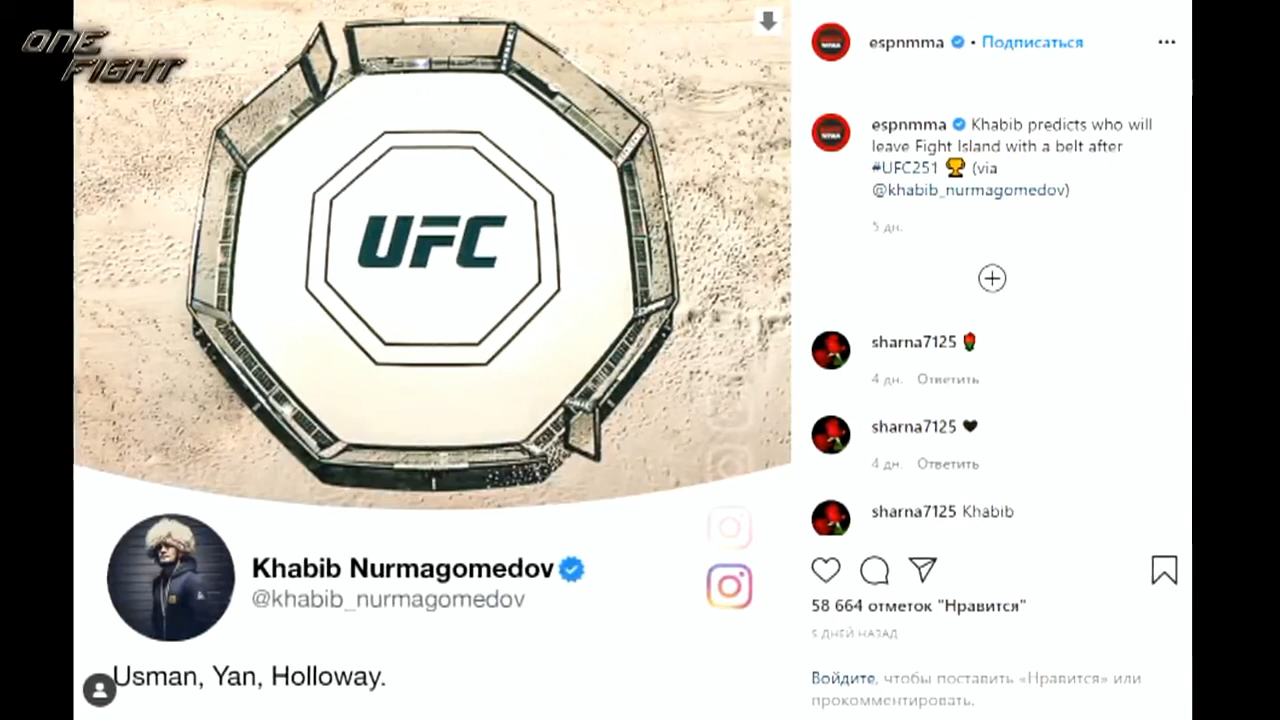 ONE
FIGHT
UFC
Khabib Nurmagomedov
@khabib_nurmagomedov
Usman, Yan, Holloway.
espnmma • Подписаться
espnmma Khabib predicts who will
leave Fight Island with a belt after
#UFC251 🏆 (via
@khabib_nurmagomedov)
5 дн.
sharna7125 🌹
4 дн. Ответить
sharna7125 🖤
4 дн. Ответить
sharna7125 Khabib
58 664 отметок "Нравится"
5 ДНЕЙ НАЗАД
Войдите, чтобы поставить «Нравится» или
прокомментировать.